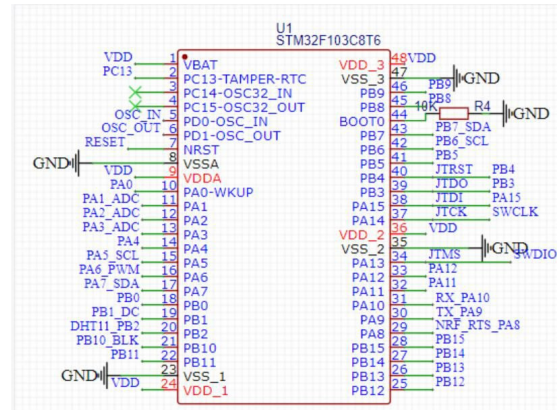 U1
STM32F103C8T6
VDD 1 VBAT
PC13 2 PC13-TAMPER-RTC
3 PC14-OSC32_IN
4 PC15-OSC32_OUT
OSC_IN 5 PD0-OSC_IN
OSC_OUT 6 PD1-OSC_OUT
RESET 7 NRST
GND 8 VSSA
VDD 9 VDDA
PA0 10 PA0-WKUP
PA1_ADC 11 PA1
PA2_ADC 12 PA2
PA3_ADC 13 PA3
PA4 14 PA4
PA5_SCL 15 PA5
PA6_PWM 16 PA6
PA7_SDA 17 PA7
PB0 18 PB0
PB1_DC 19 PB1
DHT11_PB2 20 PB2
PB10_BLK 21 PB10
PB11 22 PB11
GND 23 VSS_1
VDD 24 VDD_1
VDD_3 48 VDD
VSS_3 47 GND
PB9 46 PB9
PB8 45 PB8
BOOT0 44 10K R4 GND
PB7 43 PB7_SDA
PB6 42 PB6_SCL
PB5 41 PB5
PB4 40 JTRST PB4
PB3 39 JTDO PB3
PA15 38 JTDI PA15
PA14 37 JTCK SWCLK
VDD_2 36 VDD
VSS_2 35 GND
PA13 34 JTMS SWDIO
PA12 33 PA12
PA11 32 PA11
PA10 31 RX_PA10
PA9 30 TX_PA9
PA8 29 NRF_RTS_PA8
PB15 28 PB15
PB14 27 PB14
PB13 26 PB13
PB12 25 PB12